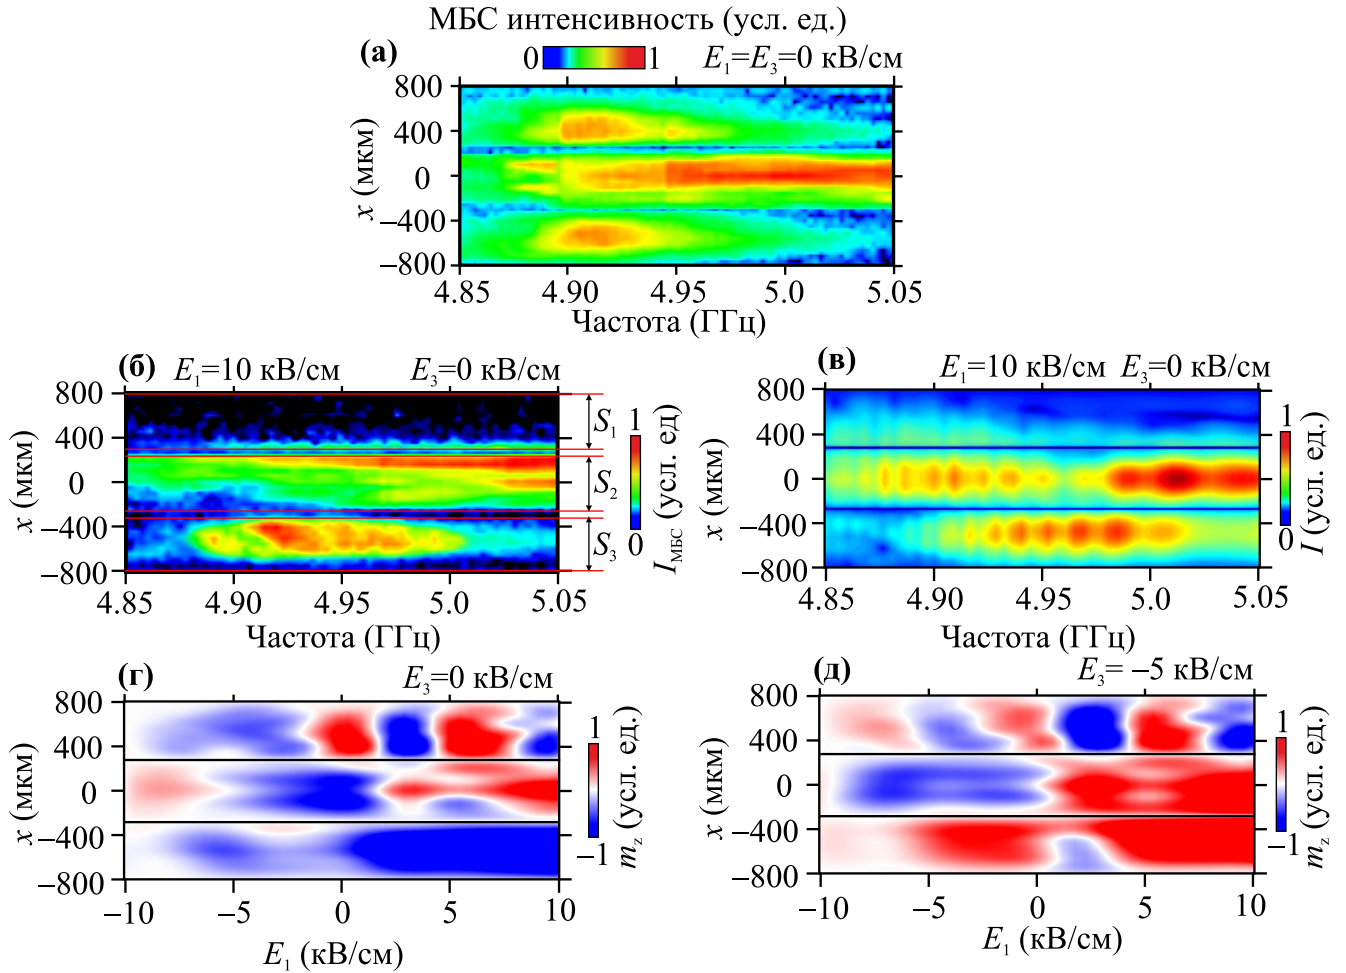 МБС интенсивность (усл. ед.)
(а) 0 1 E₁=E₃=0 кВ/см
800
400
0
−400
−800
x (мкм)
4.85 4.90 4.95 5.0 5.05
Частота (ГГц)
(б) E₁=10 кВ/см E₃=0 кВ/см
800
400
0
−400
−800
x (мкм)
S₁
S₂
S₃
1
0
I_МБС (усл. ед)
4.85 4.90 4.95 5.0 5.05
Частота (ГГц)
(в) E₁=10 кВ/см E₃=0 кВ/см
800
400
0
−400
−800
x (мкм)
1
0
I (усл. ед.)
4.85 4.90 4.95 5.0 5.05
Частота (ГГц)
(г) E₃=0 кВ/см
800
400
0
−400
−800
x (мкм)
1
−1
m_z (усл. ед.)
−10 −5 0 5 10
E₁ (кВ/см)
(д) E₃= −5 кВ/см
800
400
0
−400
−800
x (мкм)
1
−1
m_z (усл. ед.)
−10 −5 0 5 10
E₁ (кВ/см)